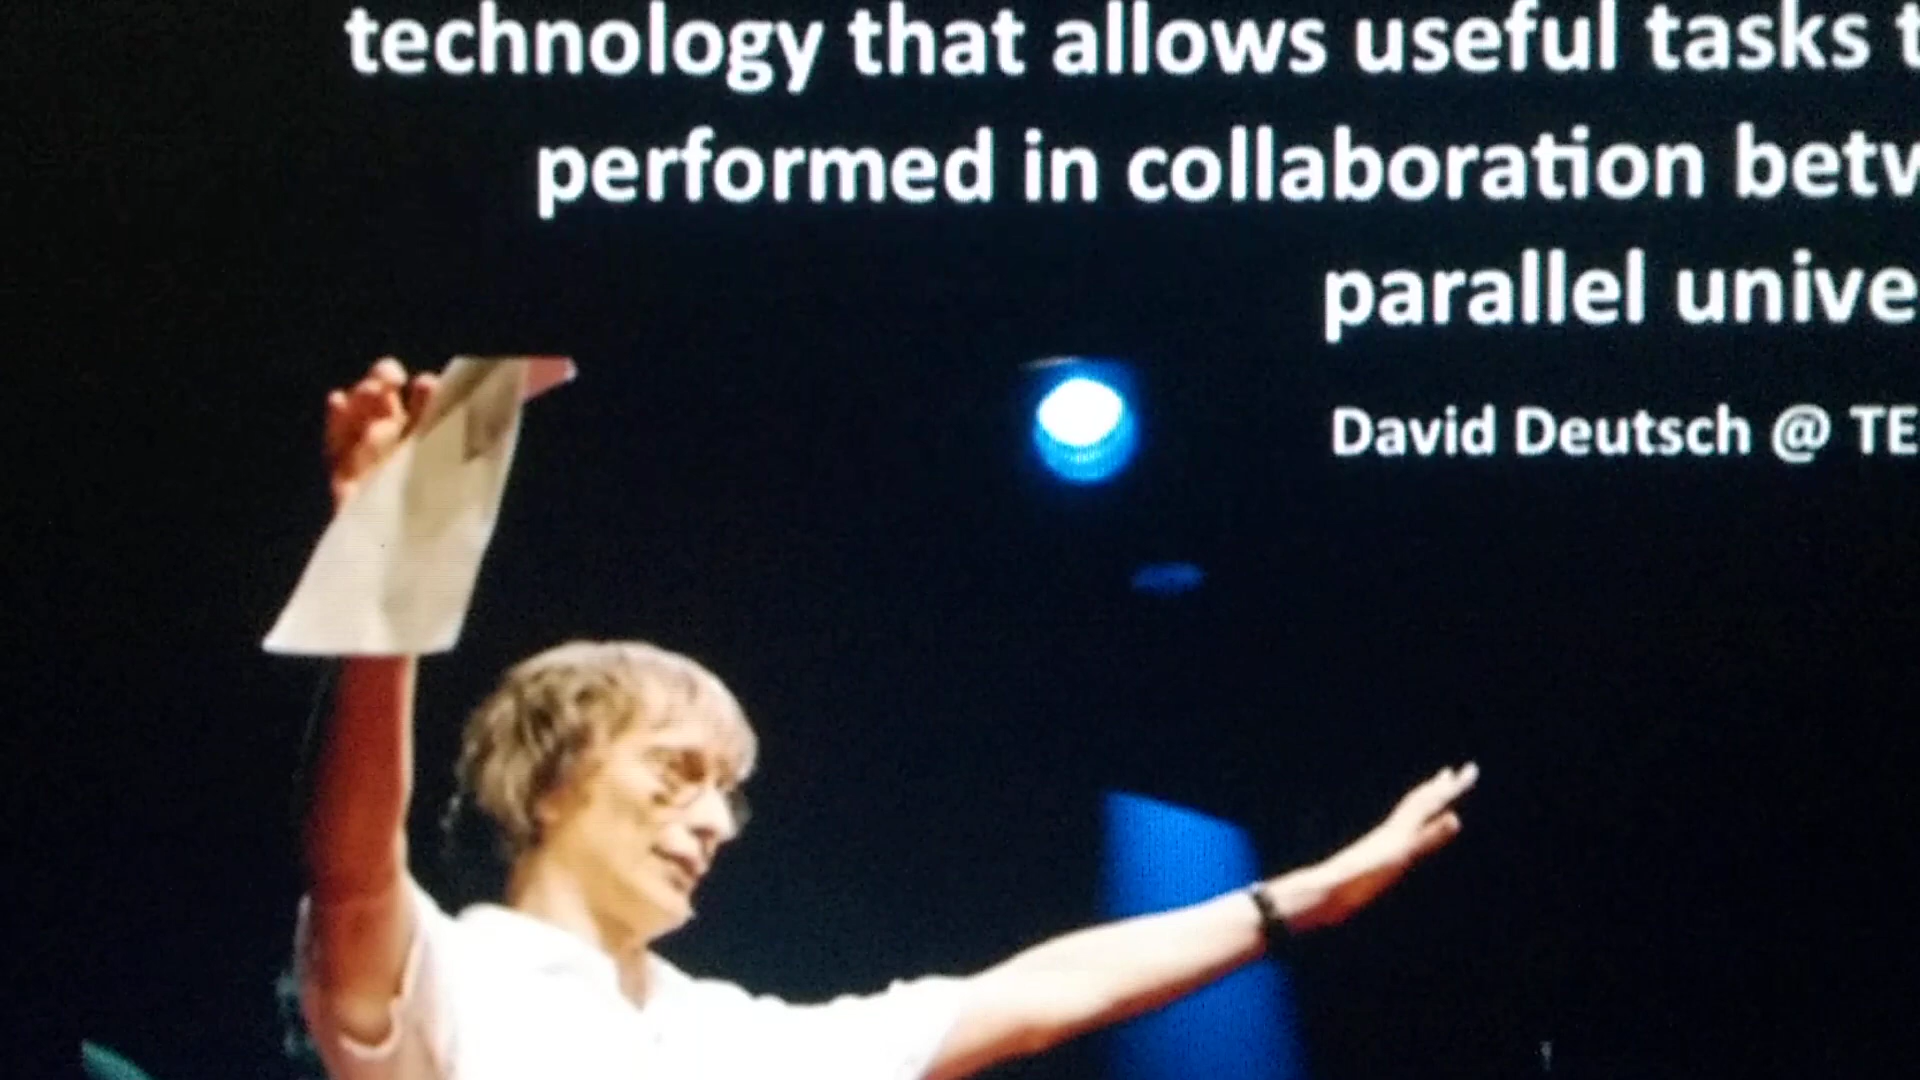 technology that allows useful tasks
performed in collaboration
parallel
David Deutsch @